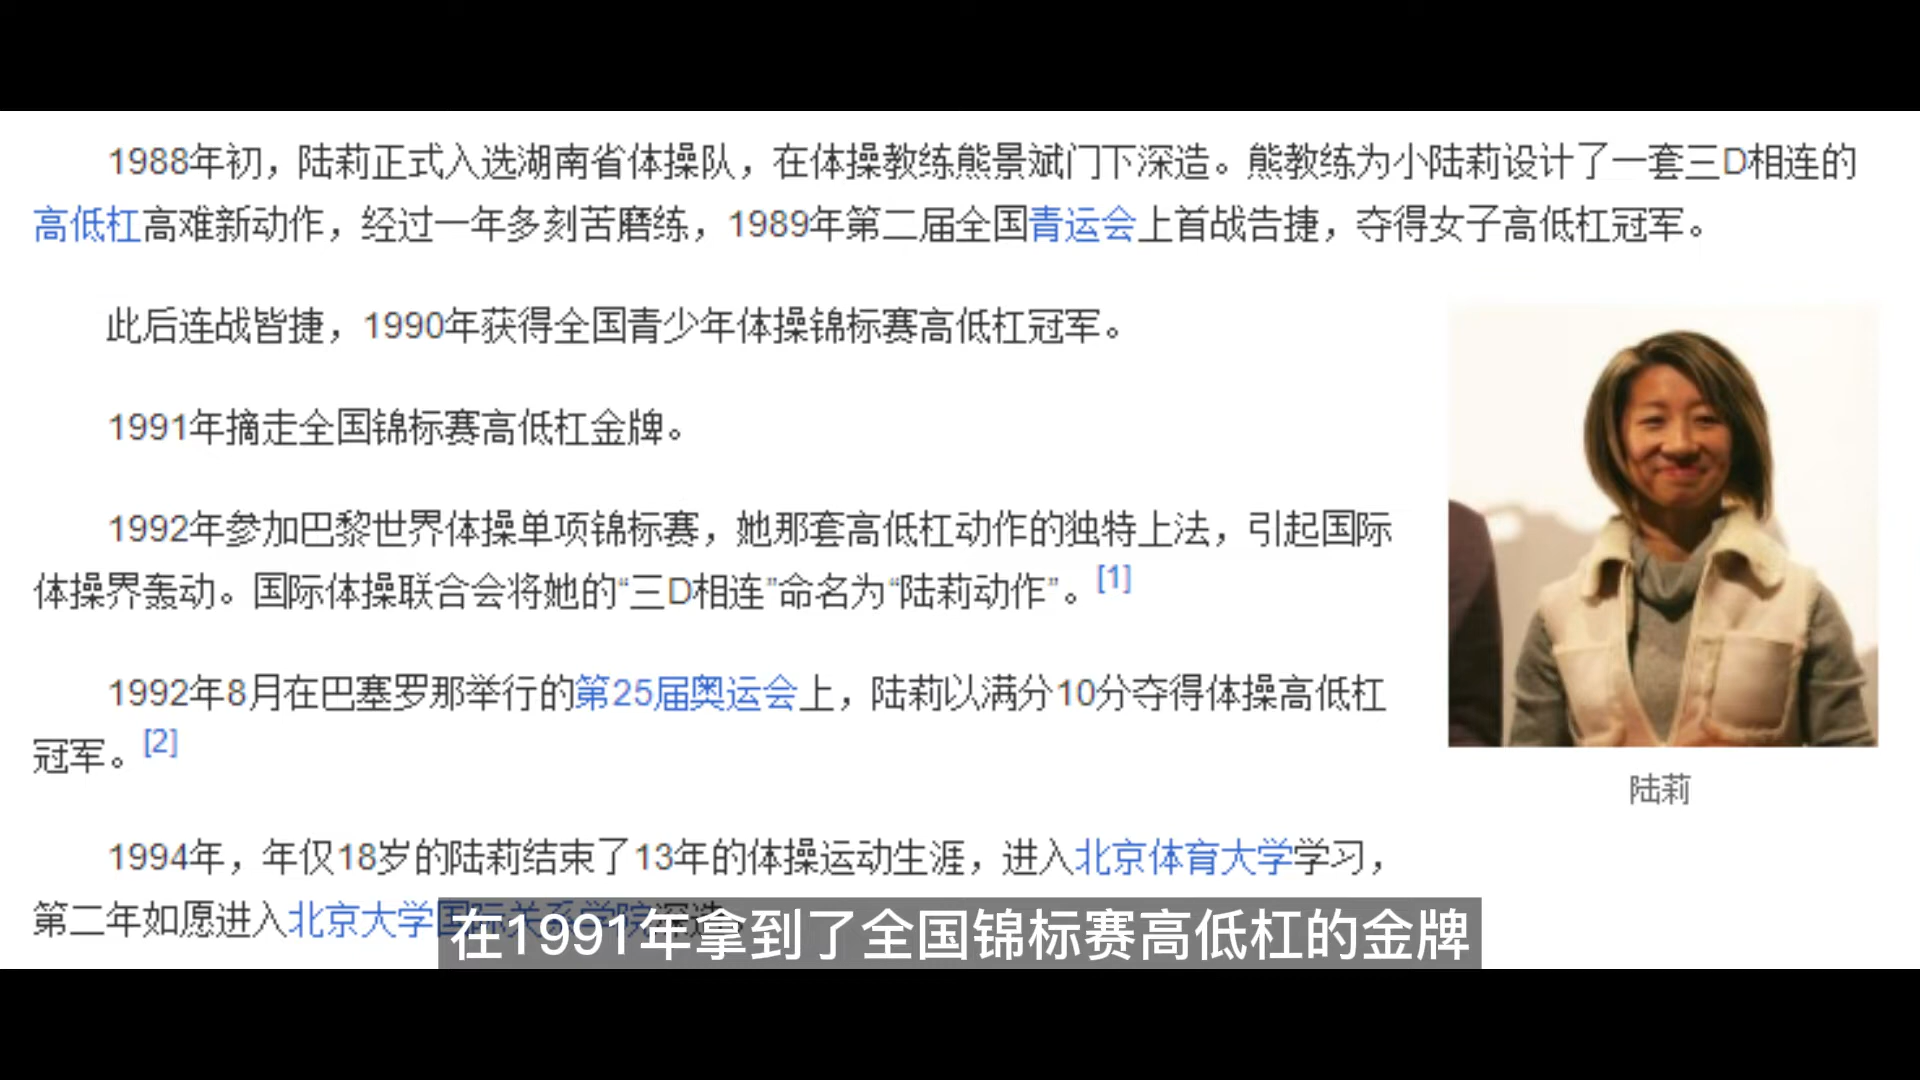 1988年初，陆莉正式入选湖南省体操队，在体操教练熊景斌门下深造。熊教练为小陆莉设计了一套三D相连的
高低杠高难新动作，经过一年多刻苦磨练，1989年第二届全国青运会上首战告捷，夺得女子高低杠冠军。
此后连战皆捷，1990年获得全国青少年体操锦标赛高低杠冠军。
1991年摘走全国锦标赛高低杠金牌。
1992年参加巴黎世界体操单项锦标赛，她那套高低杠动作的独特上法，引起国际
体操界轰动。国际体操联合会将她的“三D相连”命名为“陆莉动作”。[1]
1992年8月在巴塞罗那举行的第25届奥运会上，陆莉以满分10分夺得体操高低杠
冠军。[2]
陆莉
1994年，年仅18岁的陆莉结束了13年的体操运动生涯，进入北京体育大学学习，
第二年如愿进入北京大学国际关系学院深造。
在1991年拿到了全国锦标赛高低杠的金牌